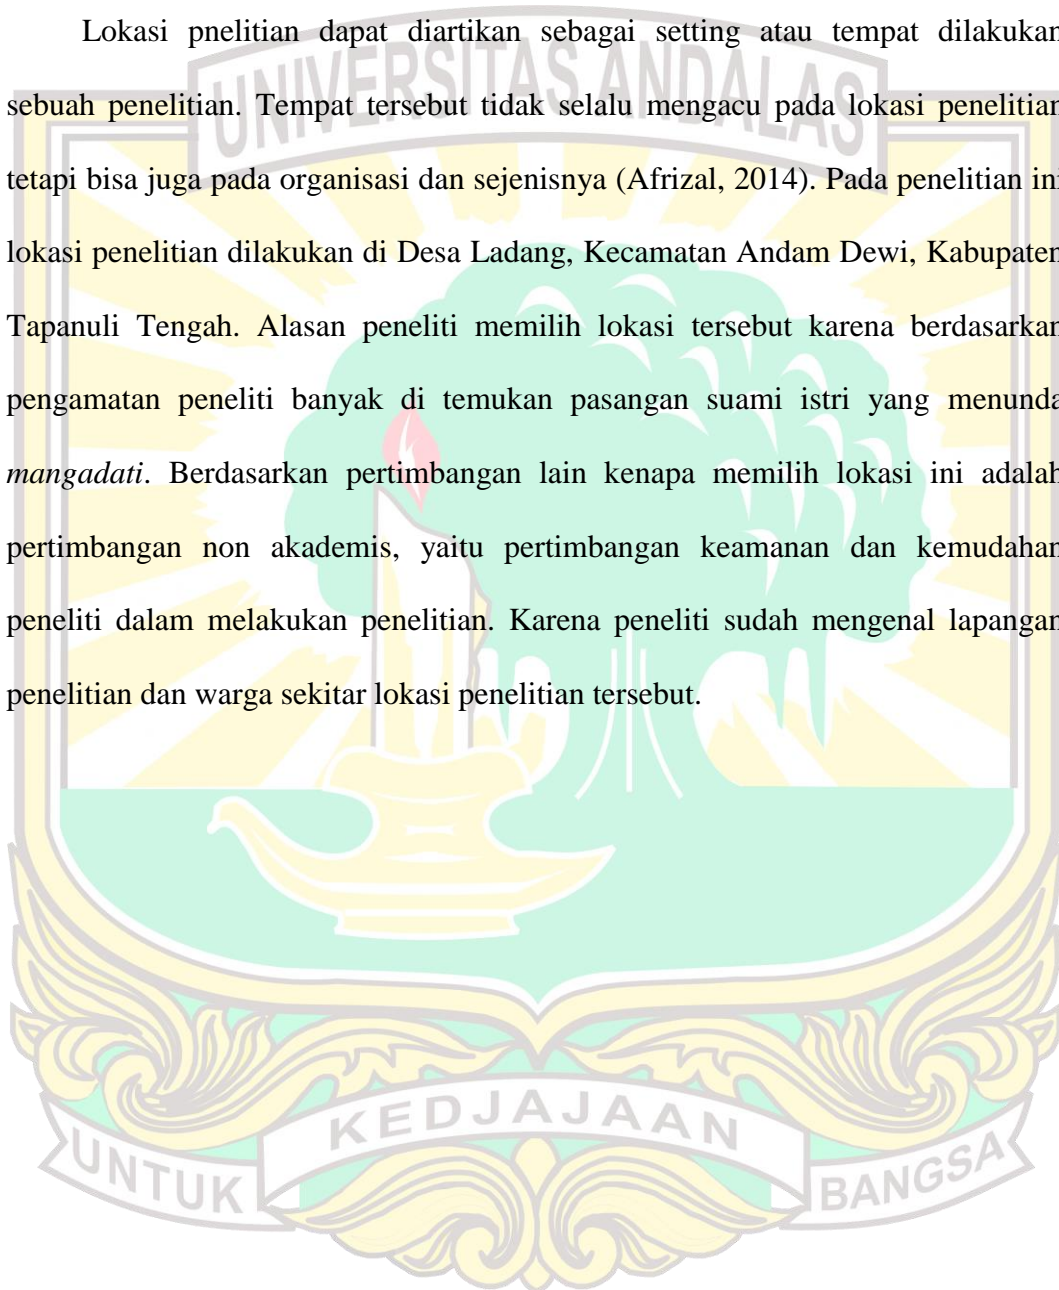 Lokasi pnelitian dapat diartikan sebagai setting atau tempat dilakukan
UNIVERSITAS ANDALAS
sebuah penelitian. Tempat tersebut tidak selalu mengacu pada lokasi penelitian
tetapi bisa juga pada organisasi dan sejenisnya (Afrizal, 2014). Pada penelitian ini
lokasi penelitian dilakukan di Desa Ladang, Kecamatan Andam Dewi, Kabupaten
Tapanuli Tengah. Alasan peneliti memilih lokasi tersebut karena berdasarkan
pengamatan peneliti banyak di temukan pasangan suami istri yang menunda
mangadati. Berdasarkan pertimbangan lain kenapa memilih lokasi ini adalah
pertimbangan non akademis, yaitu pertimbangan keamanan dan kemudahan
peneliti dalam melakukan penelitian. Karena peneliti sudah mengenal lapangan
penelitian dan warga sekitar lokasi penelitian tersebut.
UNTUK KEDJAJAAN BANGSA